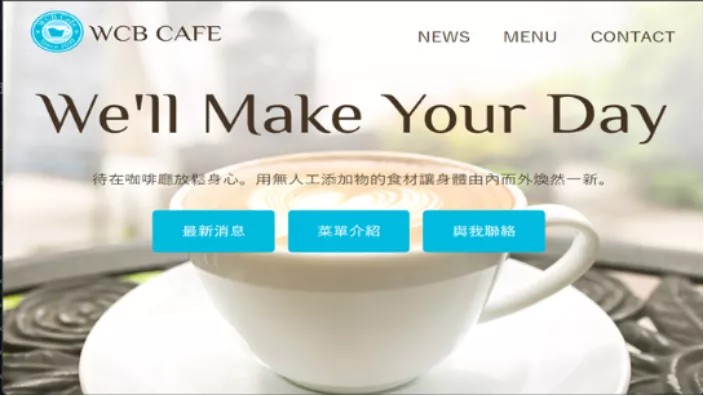 WCB CAFE
NEWS MENU CONTACT
We'll Make Your Day
待在咖啡廳放鬆身心。用無人工添加物的食材讓身體由內而外煥然一新。
最新消息 菜單介紹 與我聯絡